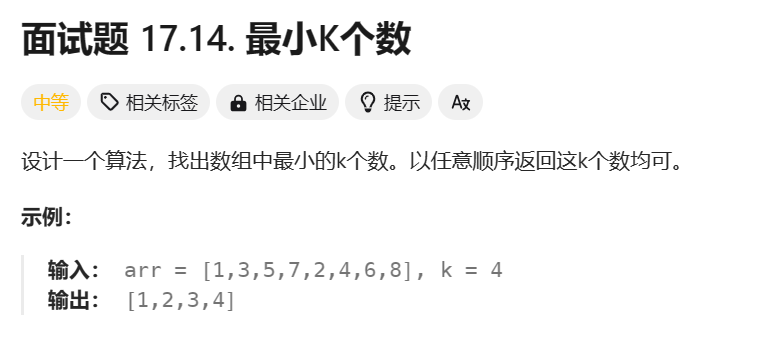 面试题 17.14. 最小K个数
中等 相关标签 相关企业 提示 A文
设计一个算法，找出数组中最小的k个数。以任意顺序返回这k个数均可。
示例：
输入： arr = [1,3,5,7,2,4,6,8], k = 4
输出： [1,2,3,4]